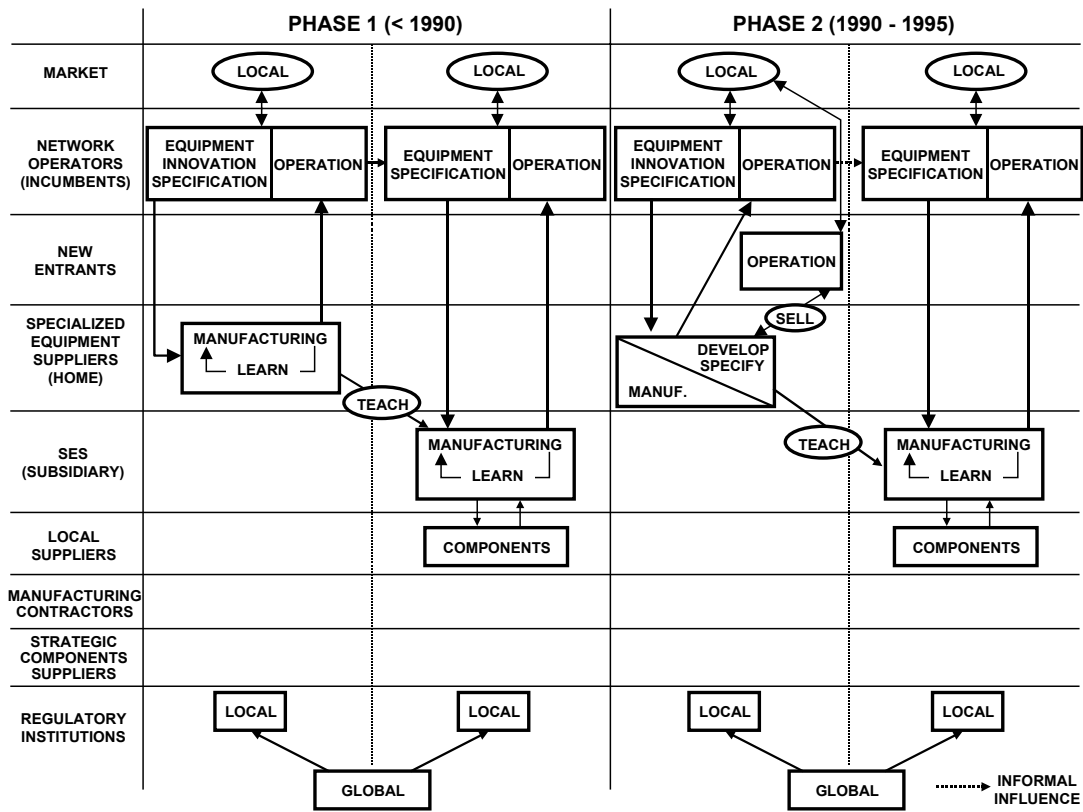 PHASE 1 (< 1990)
PHASE 2 (1990 - 1995)
MARKET
LOCAL
LOCAL
LOCAL
LOCAL
NETWORK
OPERATORS
(INCUMBENTS)
EQUIPMENT
INNOVATION
SPECIFICATION
OPERATION
EQUIPMENT
SPECIFICATION
OPERATION
EQUIPMENT
INNOVATION
SPECIFICATION
OPERATION
EQUIPMENT
SPECIFICATION
OPERATION
NEW
ENTRANTS
OPERATION
SELL
SPECIALIZED
EQUIPMENT
SUPPLIERS
(HOME)
MANUFACTURING
LEARN
TEACH
DEVELOP
SPECIFY
MANUF.
TEACH
SES
(SUBSIDIARY)
MANUFACTURING
LEARN
MANUFACTURING
LEARN
LOCAL
SUPPLIERS
COMPONENTS
COMPONENTS
MANUFACTURING
CONTRACTORS
STRATEGIC
COMPONENTS
SUPPLIERS
REGULATORY
INSTITUTIONS
LOCAL
LOCAL
LOCAL
LOCAL
GLOBAL
GLOBAL
INFORMAL
INFLUENCE